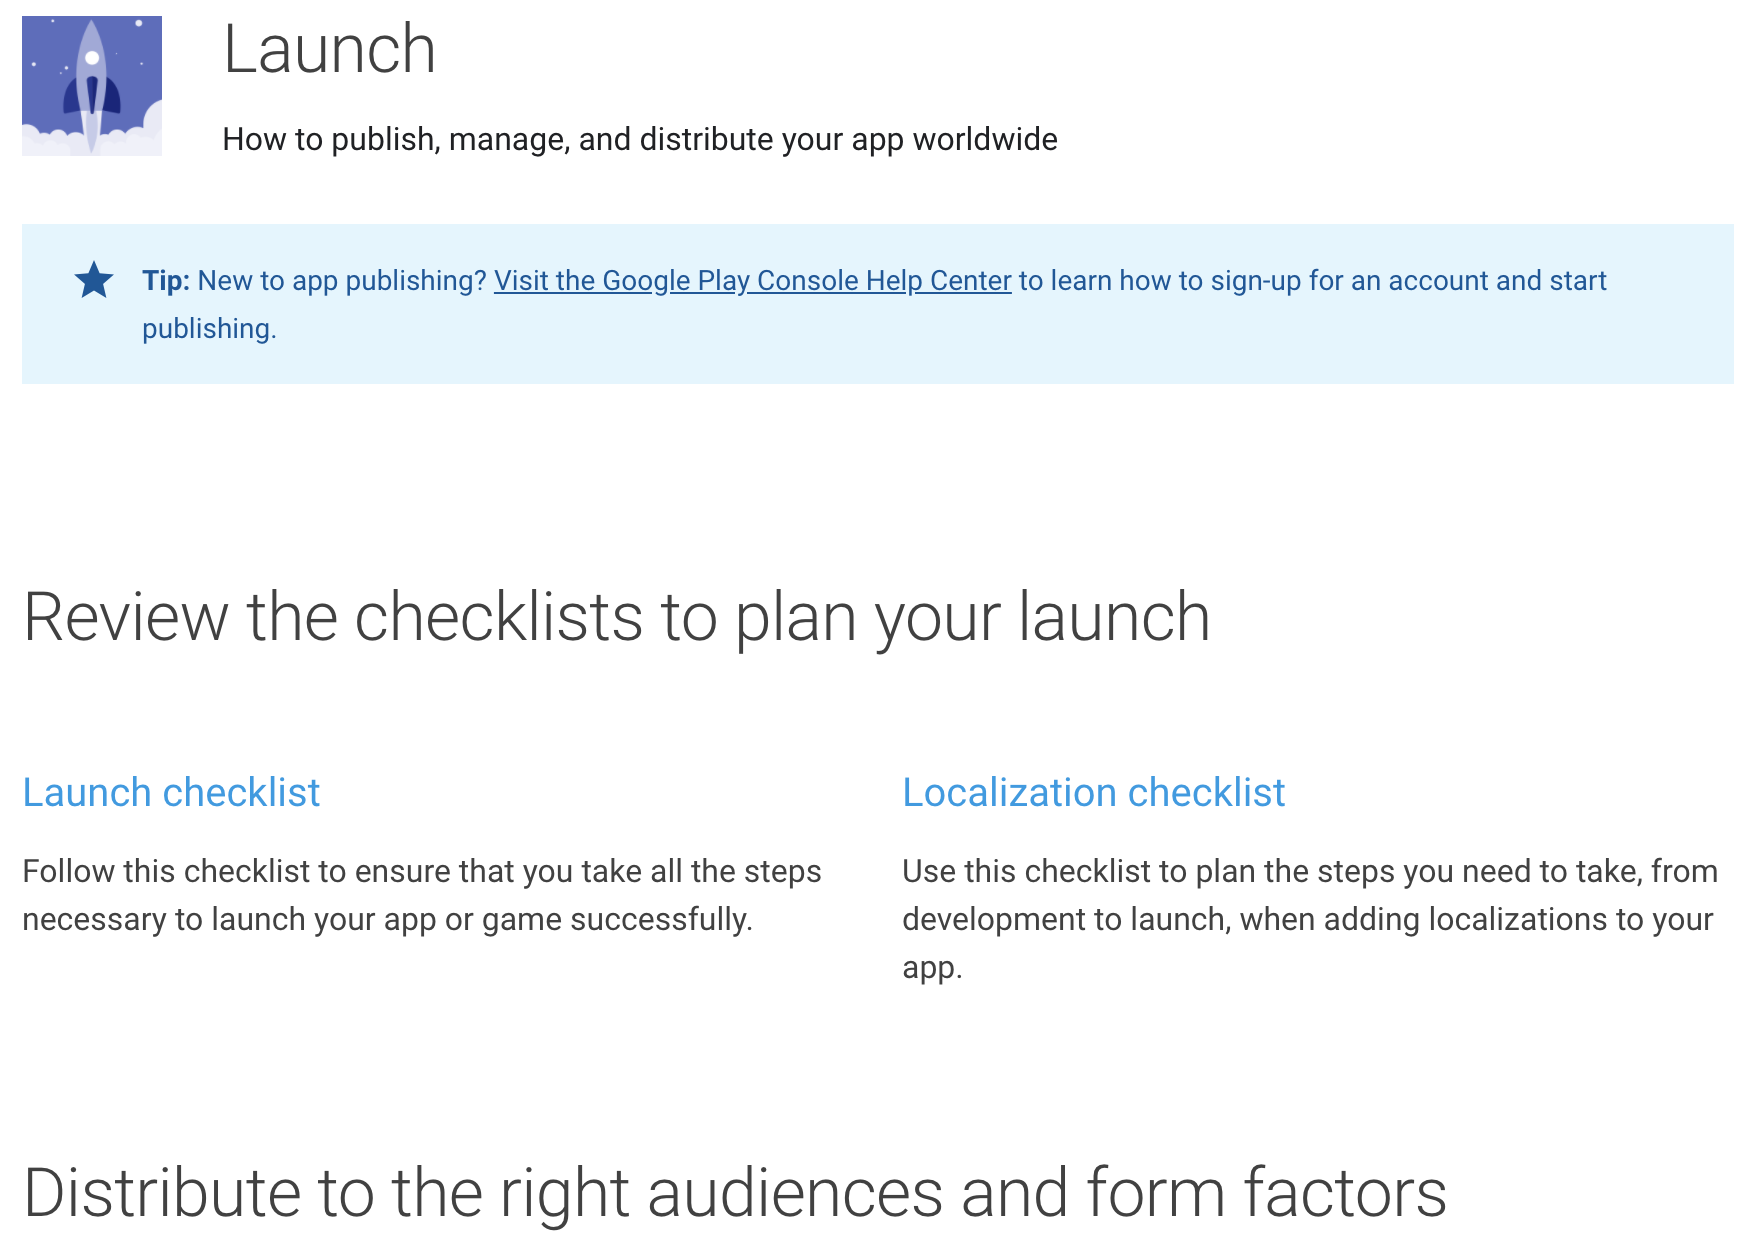 Launch
How to publish, manage, and distribute your app worldwide
Tip: New to app publishing? Visit the Google Play Console Help Center to learn how to sign-up for an account and start
publishing.
Review the checklists to plan your launch
Launch checklist
Follow this checklist to ensure that you take all the steps
necessary to launch your app or game successfully.
Localization checklist
Use this checklist to plan the steps you need to take, from
development to launch, when adding localizations to your
app.
Distribute to the right audiences and form factors